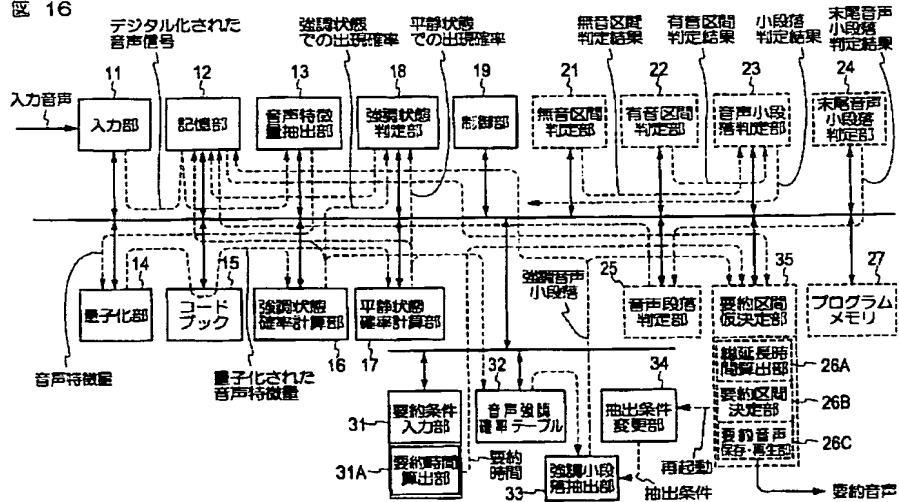 図 16
デジタル化された
音声信号
強調状態
での出現確率
平静状態
での出現確率
無音区間
判定結果
有音区間
判定結果
小段落
判定結果
末尾音声
小段落
判定結果
11
12
13
18
19
21
22
23
24
入力音声
入力部
記憶部
音声特徴
量抽出部
強調状態
判定部
制御部
無音区間
判定部
有音区間
判定部
音声小段
落判定部
末尾音声
小段落
判定部
14
15
強調音声
小段落
25
35
27
量子化部
コード
ブック
強調状態
確率計算部
平静状態
確率計算部
音声段落
判定部
要約区間
仮決定部
プログラム
メモリ
16
17
音声特徴量
量子化された
音声特徴量
32
34
総延長時
間算出部
26A
31
要約条件
入力部
音声強調
確率テーブル
抽出条件
変更部
要約区間
決定部
26B
31A
要約時間
算出部
要約
時間
要約音声
保存・再生部
26C
再起動
33
強調小段
落抽出部
抽出条件
要約音声